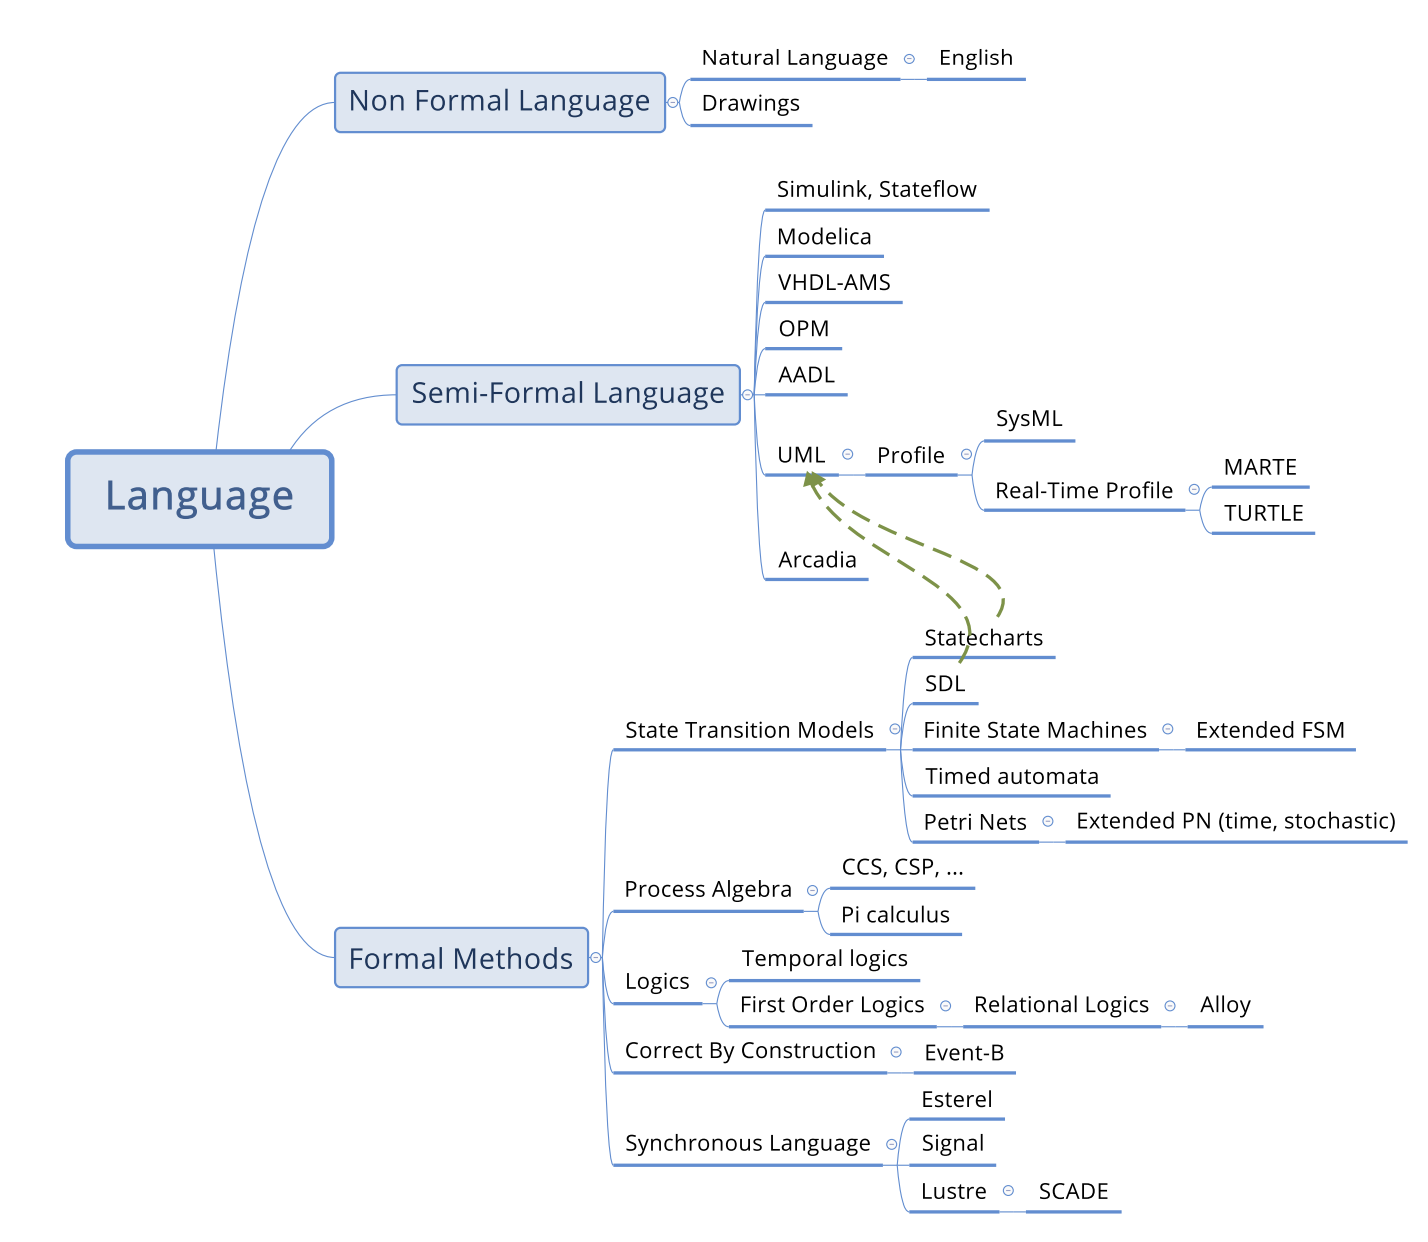 Natural Language
English
Non Formal Language
Drawings
Simulink, Stateflow
Modelica
VHDL-AMS
OPM
AADL
Semi-Formal Language
SysML
UML
Profile
MARTE
Real-Time Profile
Language
TURTLE
Arcadia
Statecharts
SDL
State Transition Models
Finite State Machines
Extended FSM
Timed automata
Petri Nets
Extended PN (time, stochastic)
CCS, CSP, ...
Process Algebra
Pi calculus
Formal Methods
Temporal logics
Logics
First Order Logics
Relational Logics
Alloy
Correct By Construction
Event-B
Esterel
Synchronous Language
Signal
Lustre
SCADE